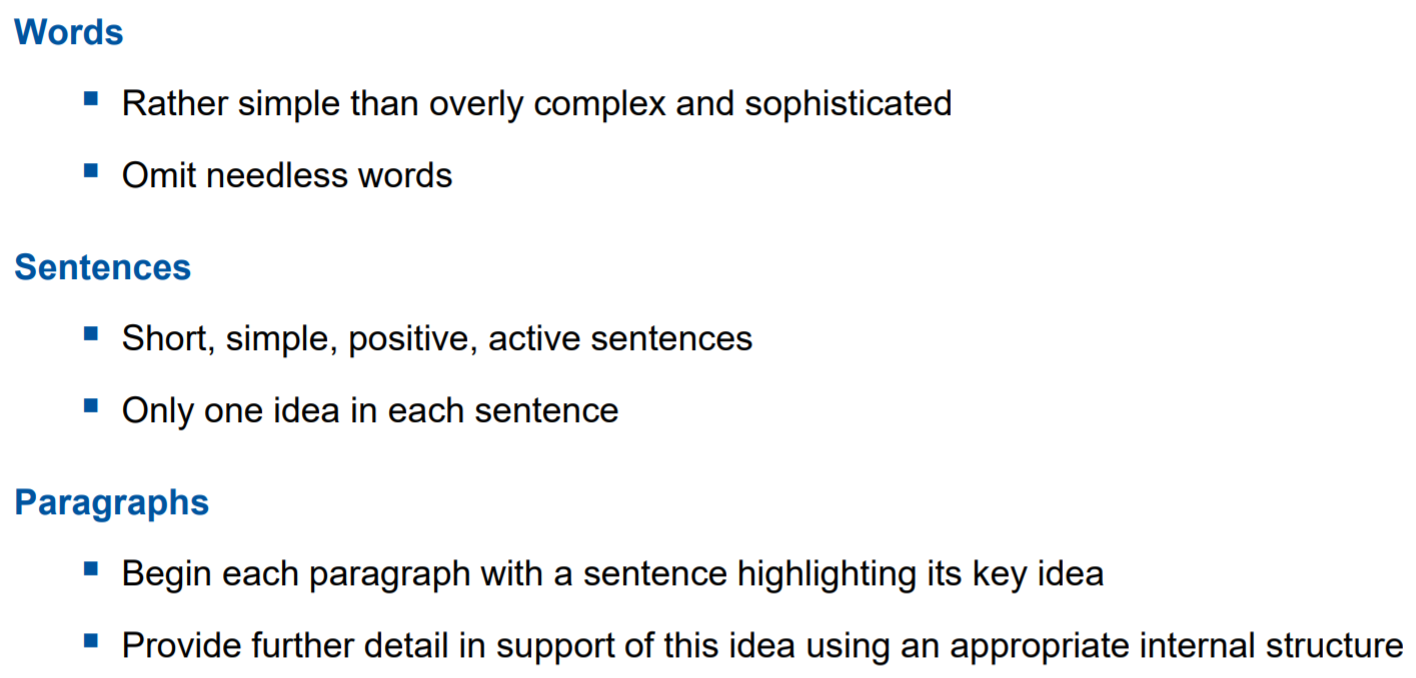 Words
Rather simple than overly complex and sophisticated
Omit needless words
Sentences
Short, simple, positive, active sentences
Only one idea in each sentence
Paragraphs
Begin each paragraph with a sentence highlighting its key idea
Provide further detail in support of this idea using an appropriate internal structure